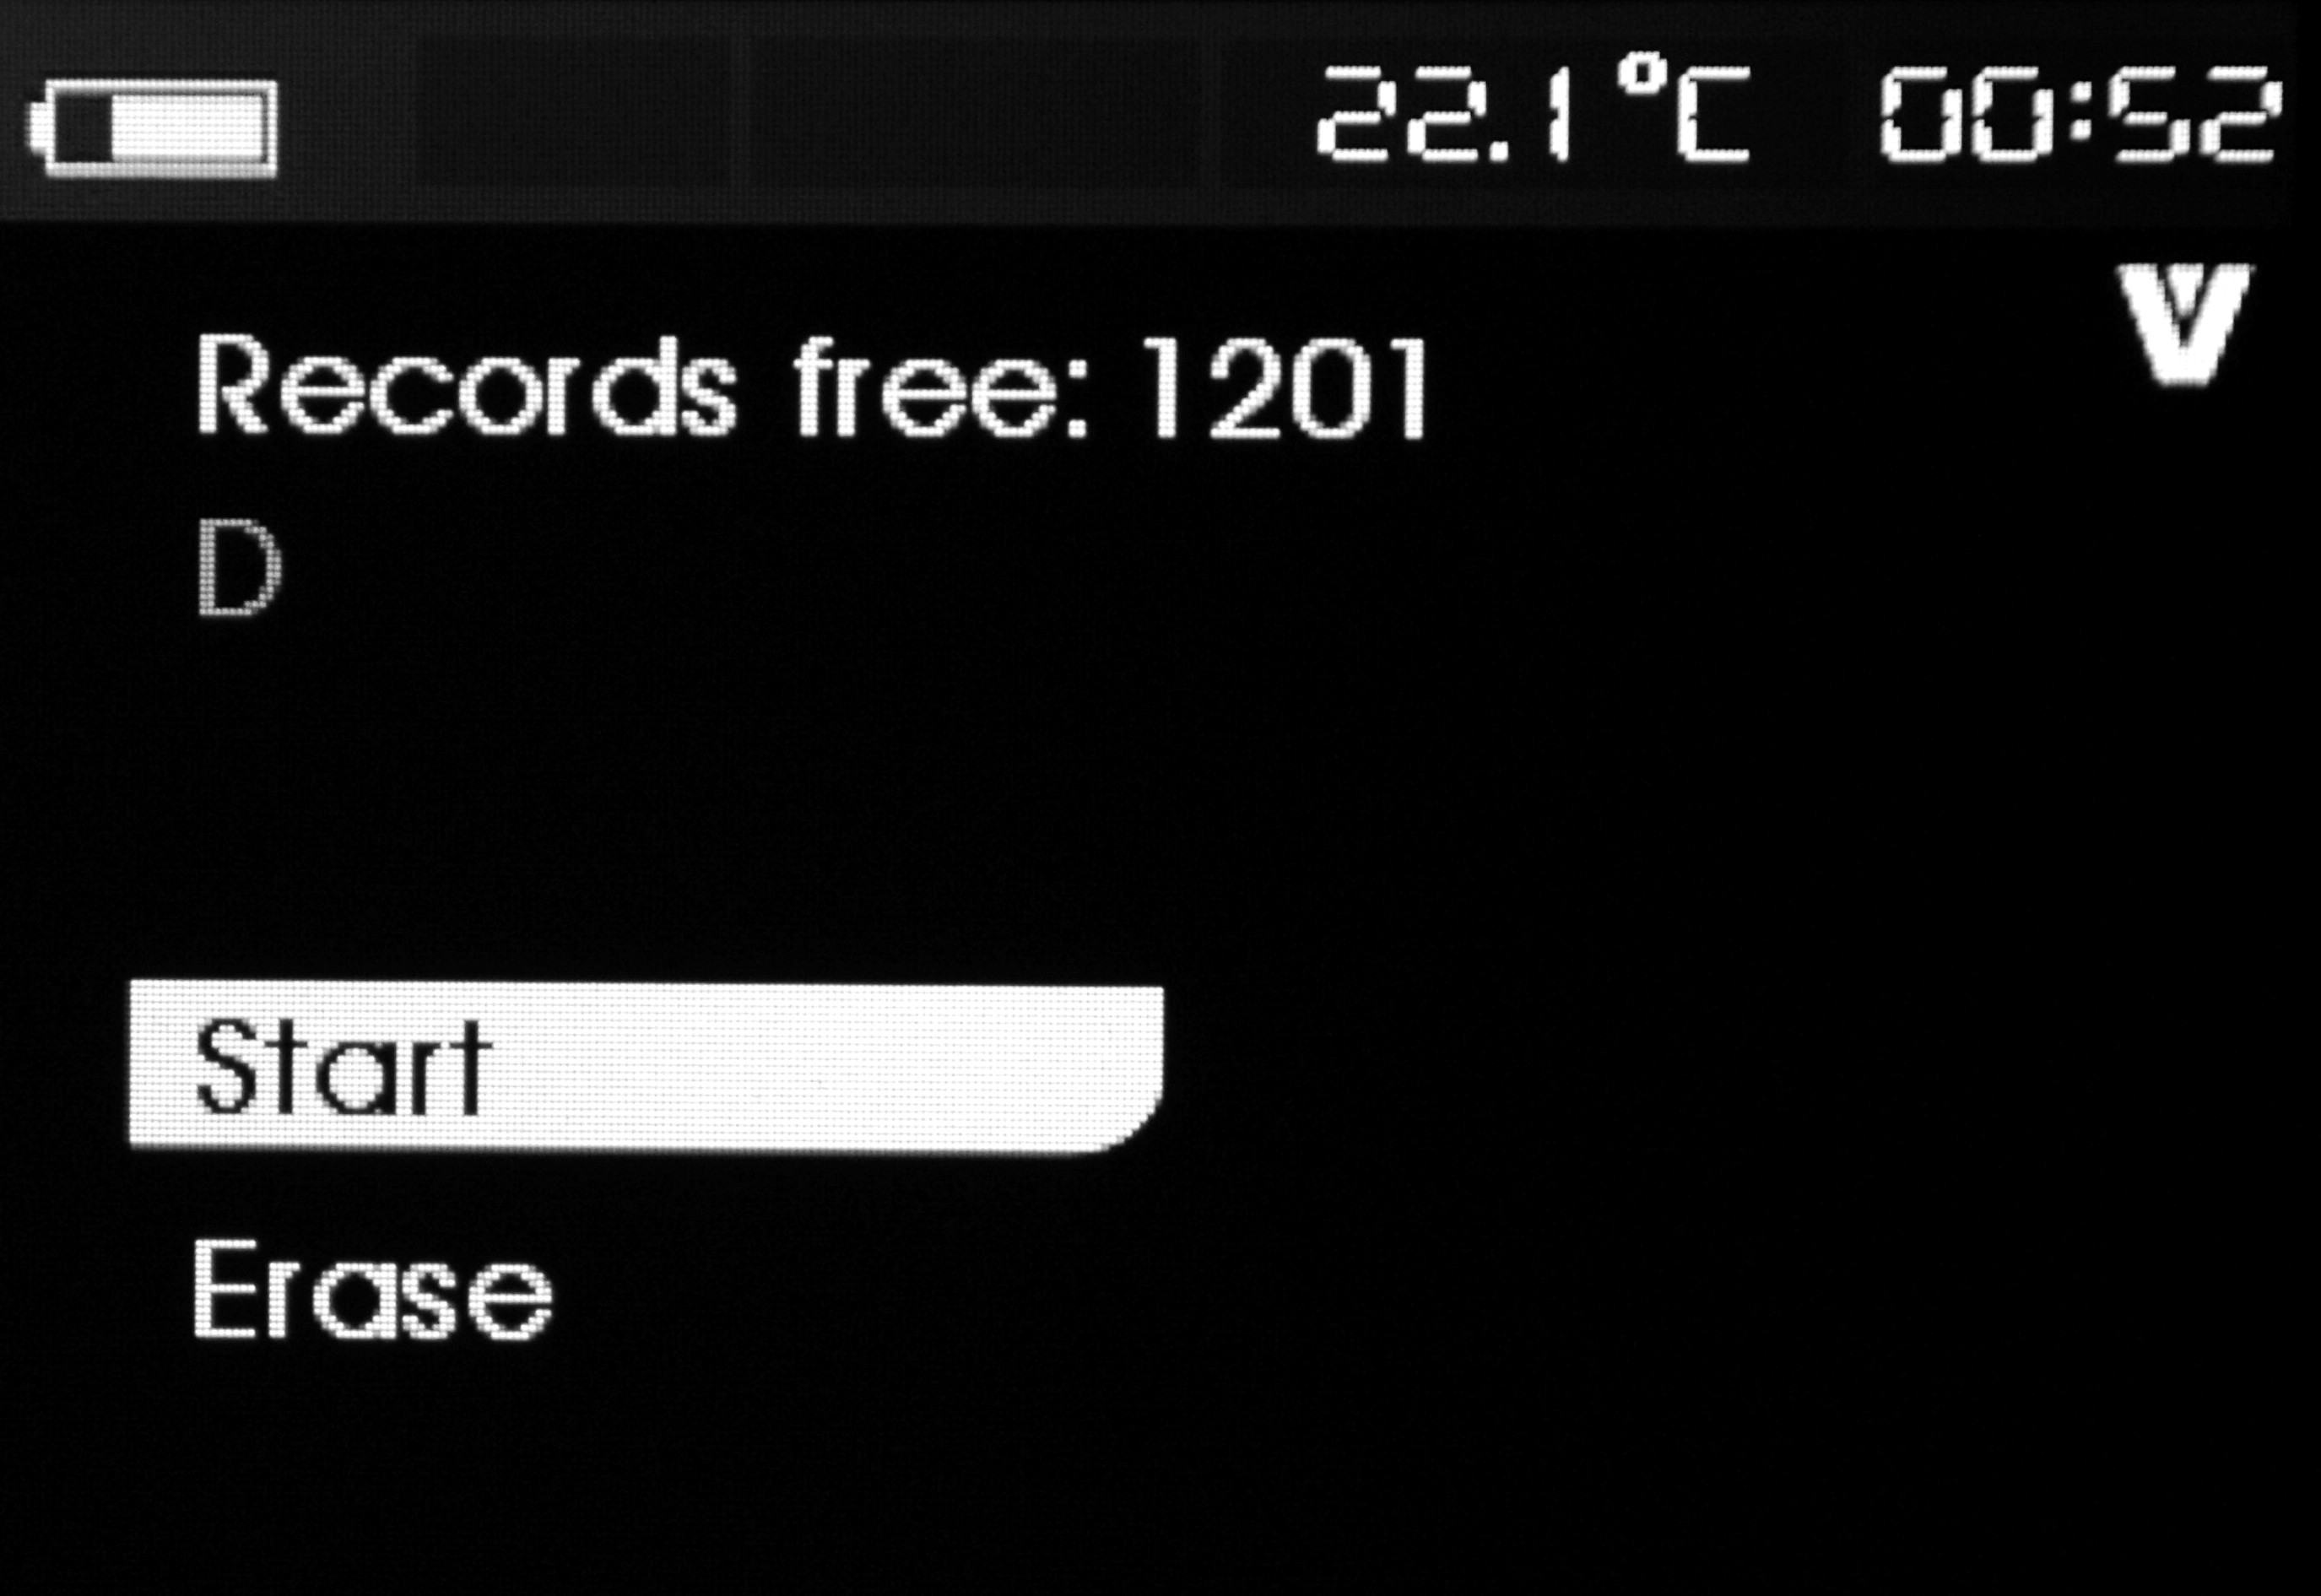 22.1 °C 00:52
V
Records free: 1201
D
Start
Erase